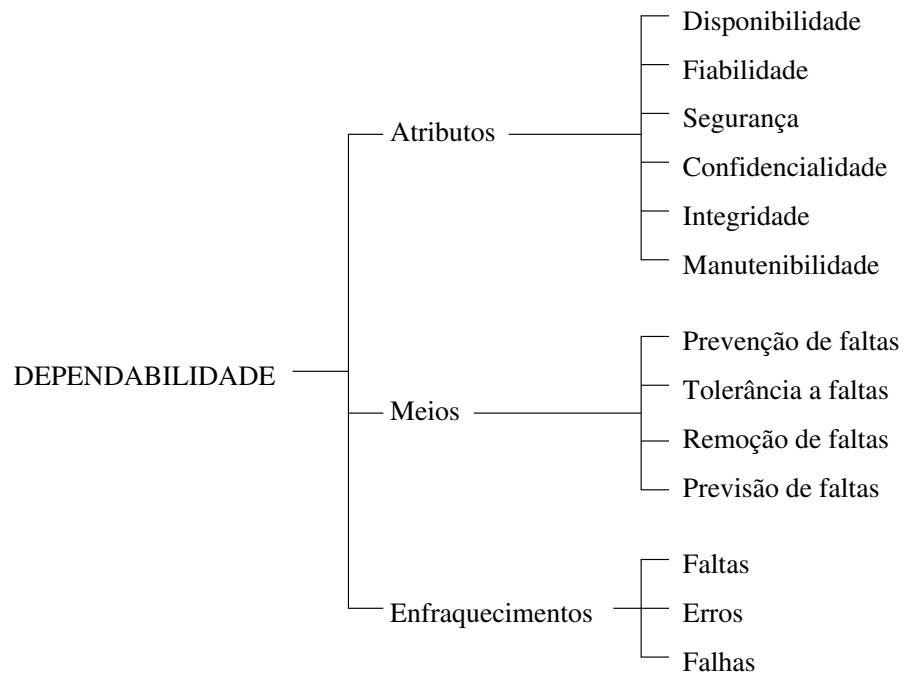 Disponibilidade
Fiabilidade
Segurança
Atributos
Confidencialidade
Integridade
Manutenibilidade
DEPENDABILIDADE
Prevenção de faltas
Tolerância a faltas
Meios
Remoção de faltas
Previsão de faltas
Faltas
Enfraquecimentos
Erros
Falhas